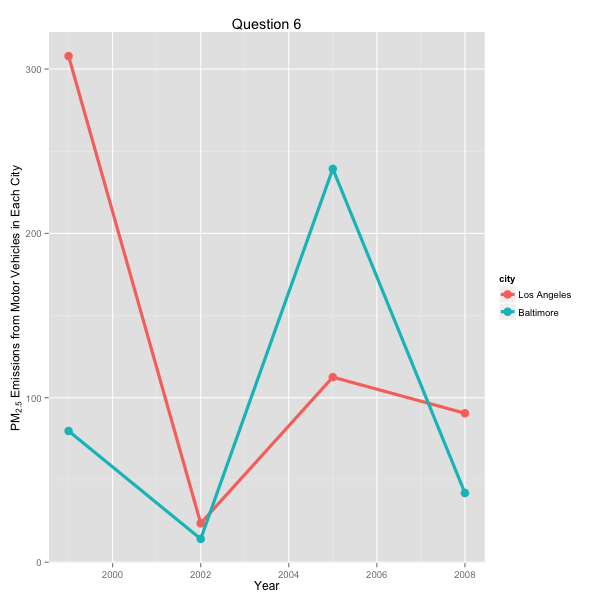 Question 6
PM2.5 Emissions from Motor Vehicles in Each City
300
200
100
0
2000 2002 2004 2006 2008
Year
city
Los Angeles
Baltimore